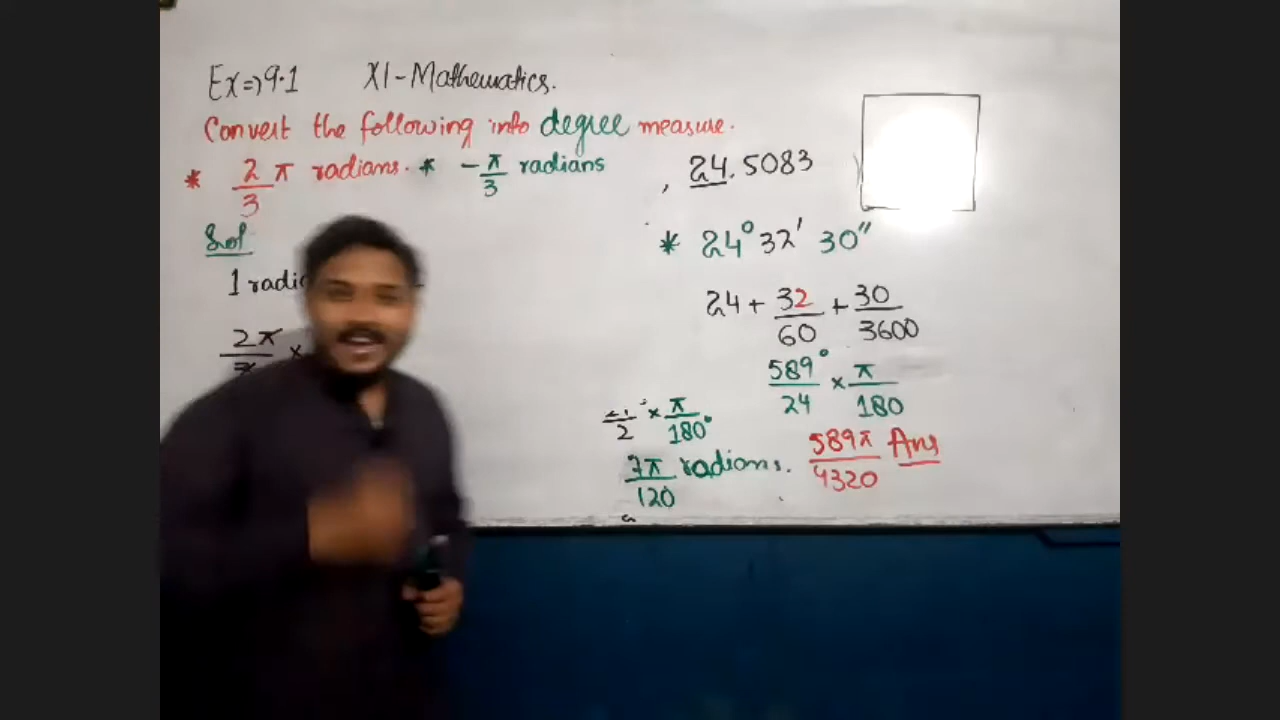 Ex⇒9.1 XI-Mathematics.
Convert the following into degree measure.
* 2/3 π radians. * -π/3 radians
, 24.5083
Sol
* 24° 32' 30"
1 radia
24 + 32/60 + 30/3600
2π/3 ×
589°/24 × π/180
21°/2 × π/180°
7π/120 radians.
589π/4320 Ans